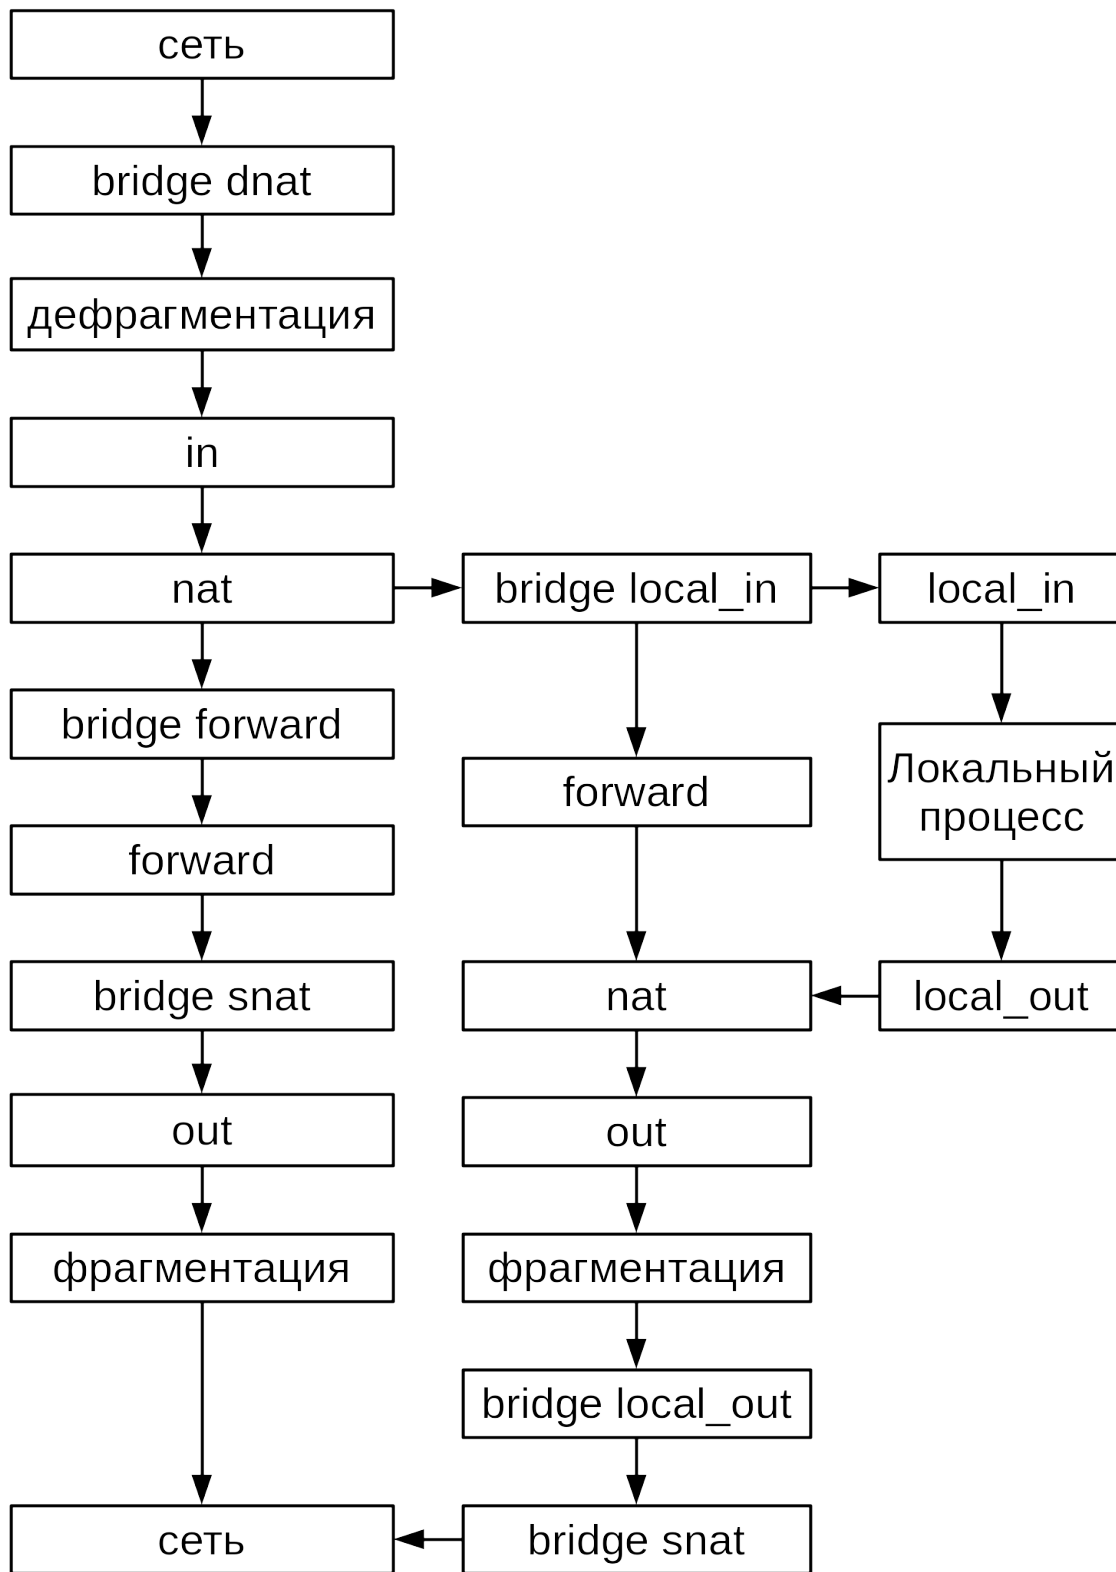 сеть
bridge dnat
дефрагментация
in
nat
bridge local_in
local_in
bridge forward
forward
Локальный
процесс
forward
bridge snat
nat
local_out
out
out
фрагментация
фрагментация
bridge local_out
сеть
bridge snat